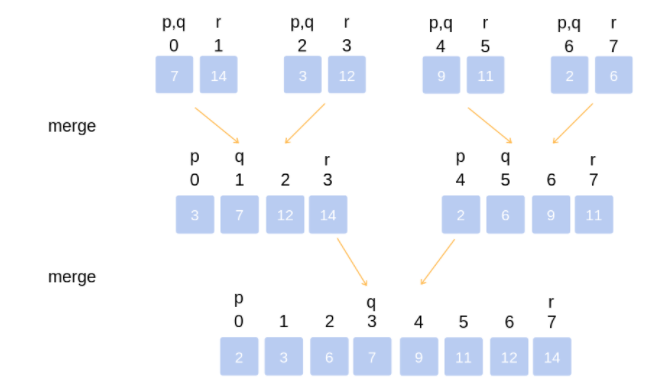 p,q r p,q r p,q r p,q r
0 1 2 3 4 5 6 7
7 14 3 12 9 11 2 6
merge
p q r p q r
0 1 2 3 4 5 6 7
3 7 12 14 2 6 9 11
merge
p q r
0 1 2 3 4 5 6 7
2 3 6 7 9 11 12 14